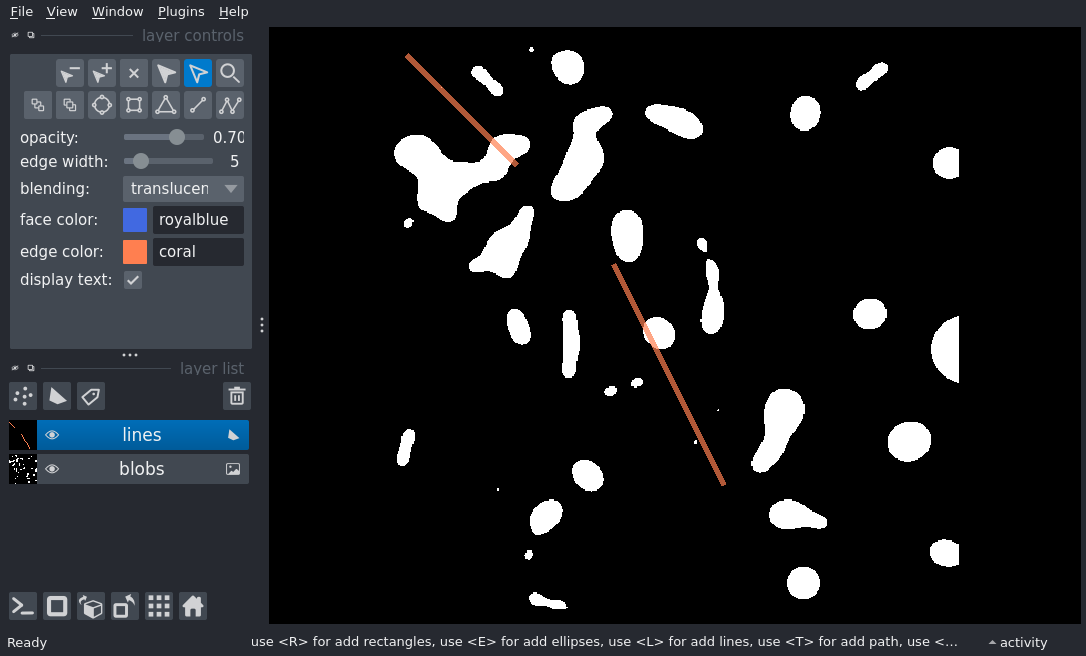 File View Window Plugins Help
layer controls
opacity: 0.70
edge width: 5
blending: translucen
face color: royalblue
edge color: coral
display text:
layer list
lines
blobs
Ready use <R> for add rectangles, use <E> for add ellipses, use <L> for add lines, use <T> for add path, use <... activity